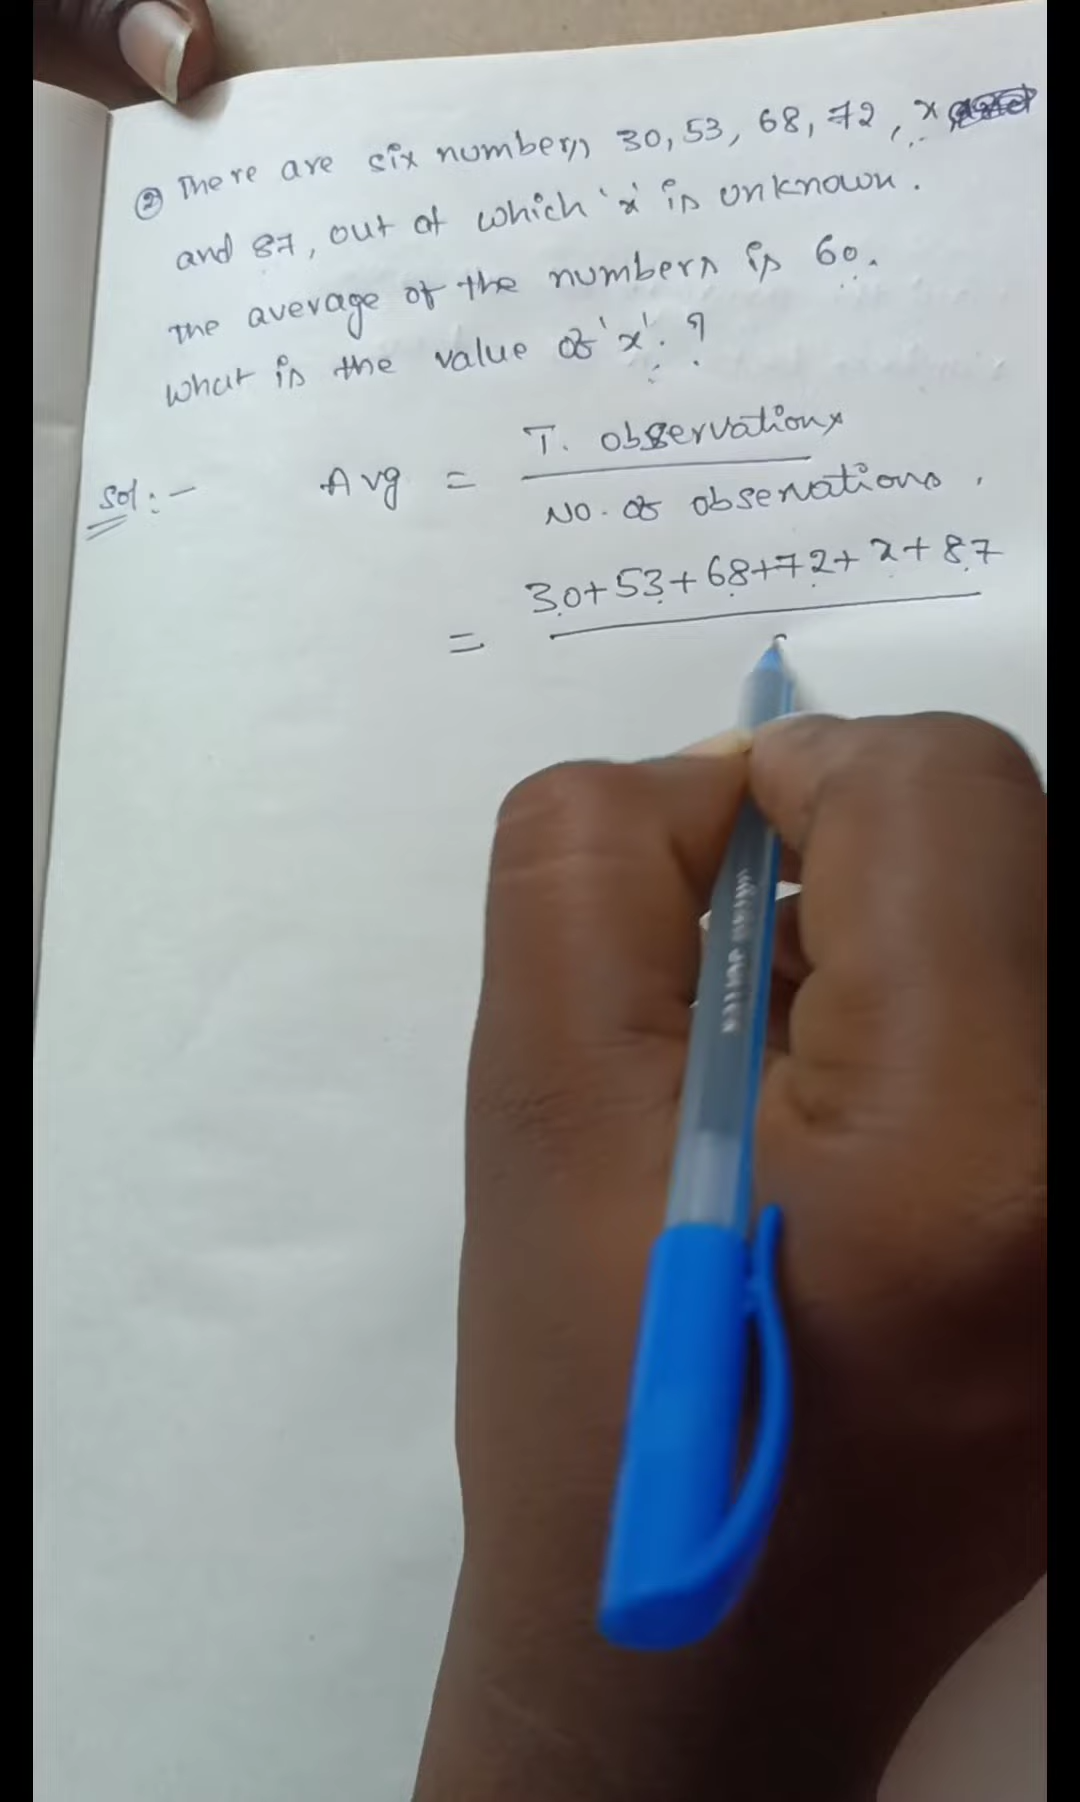 ② There are six numbers 30, 53, 68, 72, x
and 87, out of which 'x' is unknown.
The average of the numbers is 60.
What is the value of 'x'. ?
Sol:- Avg = T. observations
No. of observations.
= 30+53+68+72+x+87